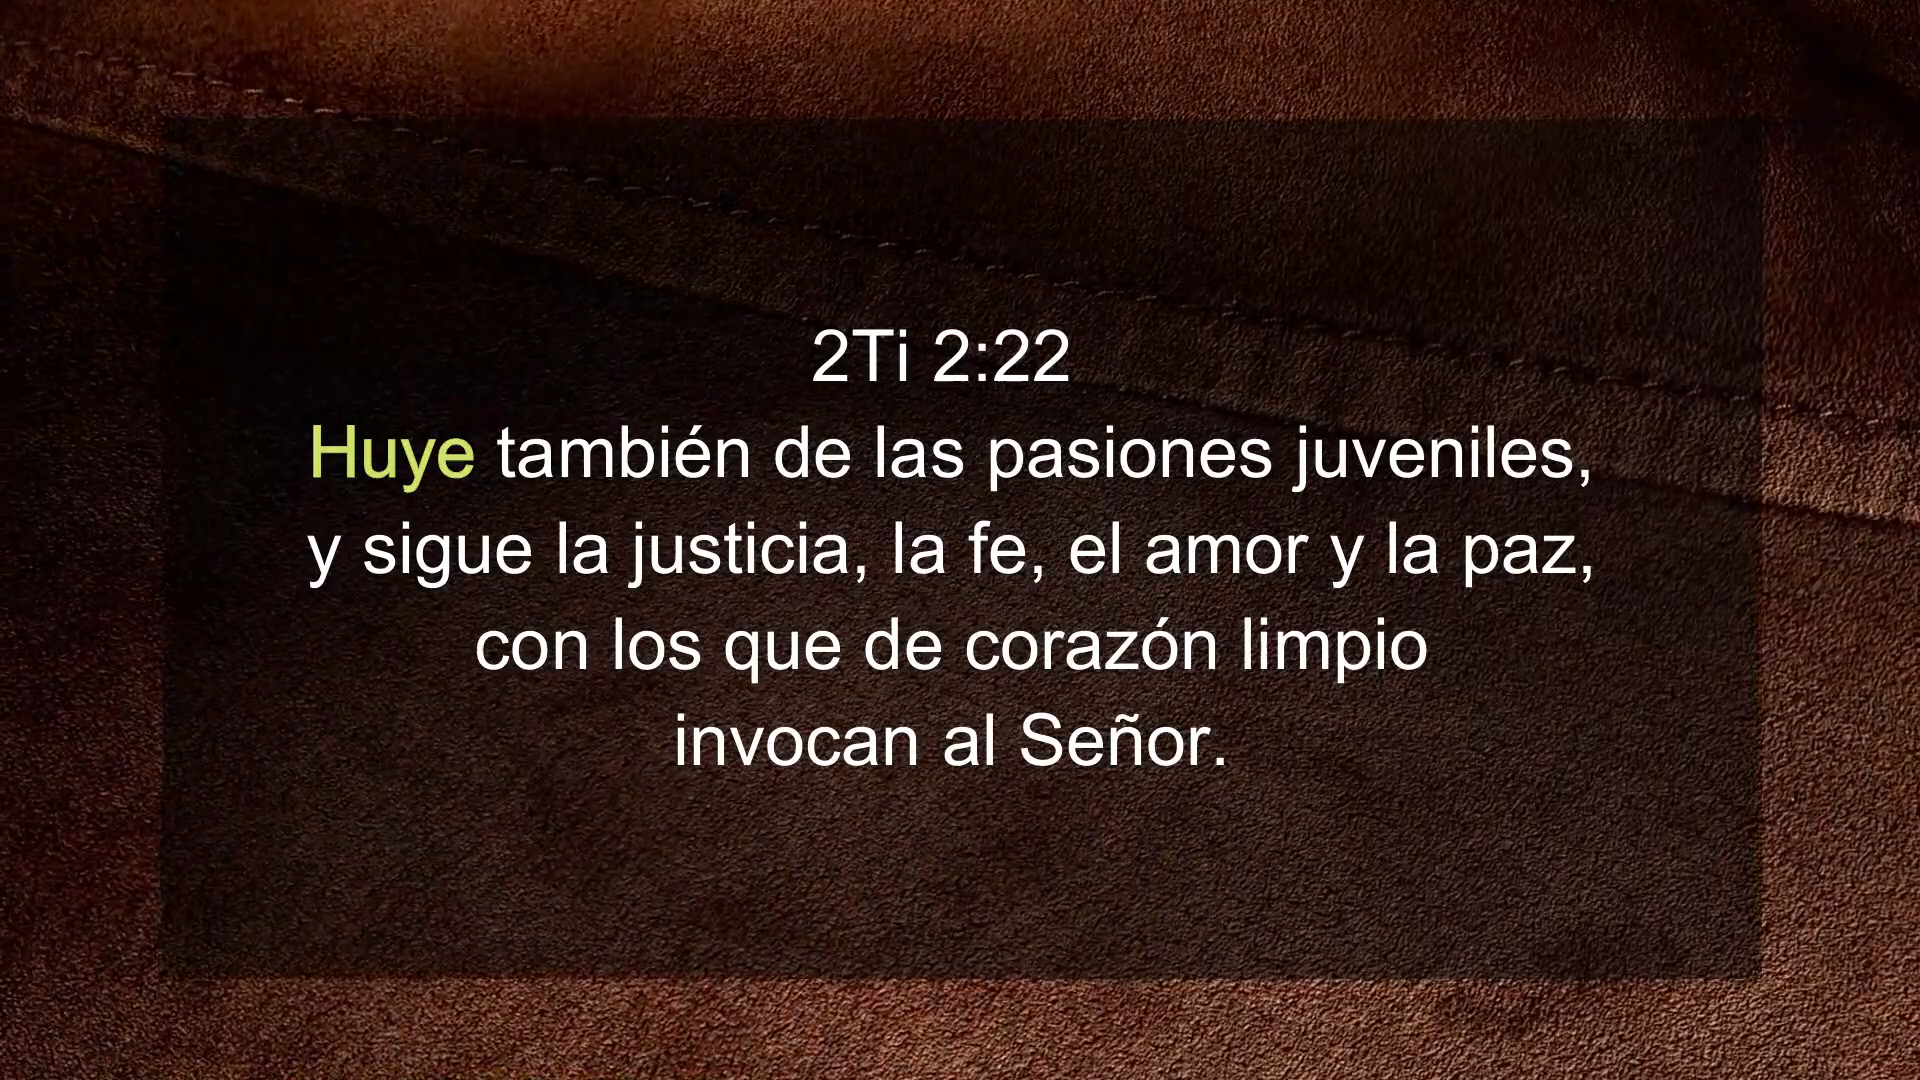 2Ti 2:22
Huye también de las pasiones juveniles,
y sigue la justicia, la fe, el amor y la paz,
con los que de corazón limpio
invocan al Señor.